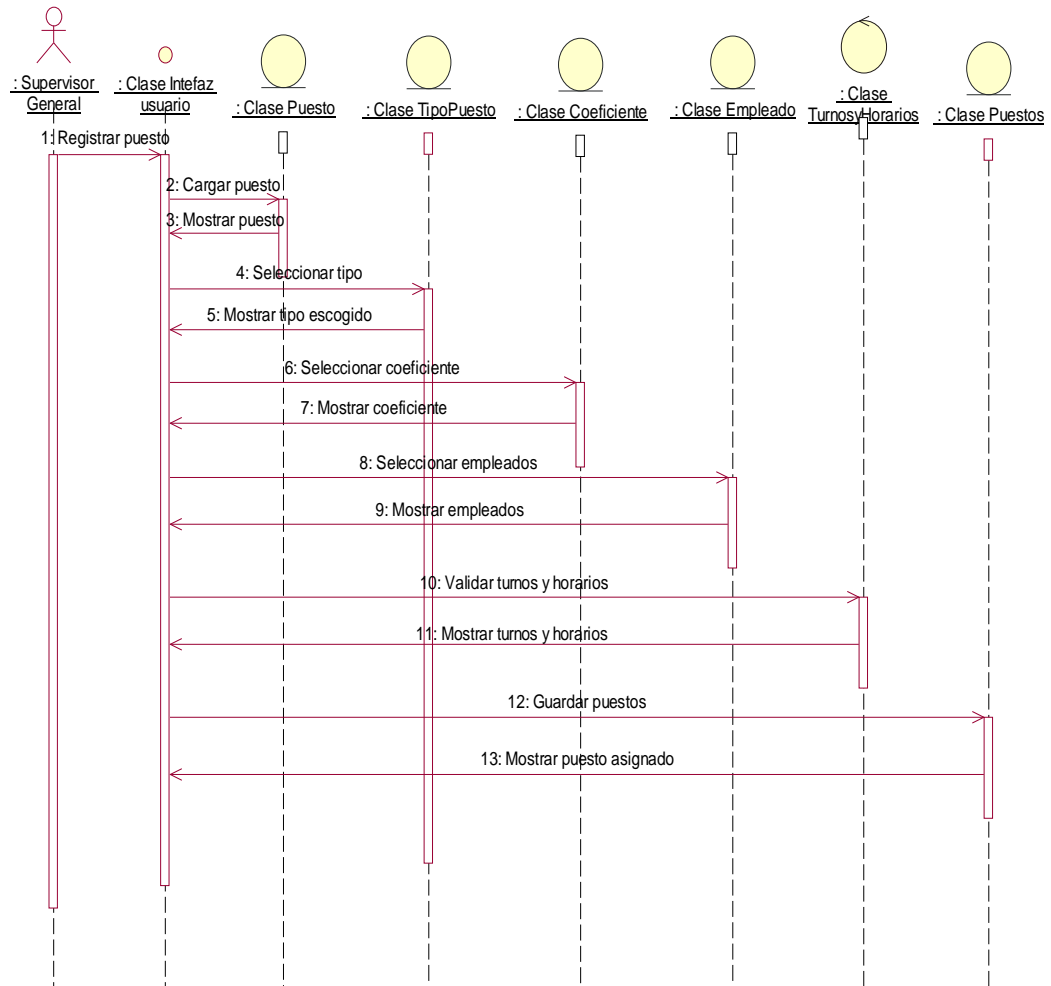 : Supervisor
General
: Clase Intefaz
usuario
: Clase Puesto
: Clase TipoPuesto
: Clase Coeficiente
: Clase Empleado
: Clase
TurnosyHorarios
: Clase Puestos
1: Registrar puesto
2: Cargar puesto
3: Mostrar puesto
4: Seleccionar tipo
5: Mostrar tipo escogido
6: Seleccionar coeficiente
7: Mostrar coeficiente
8: Seleccionar empleados
9: Mostrar empleados
10: Validar turnos y horarios
11: Mostrar turnos y horarios
12: Guardar puestos
13: Mostrar puesto asignado